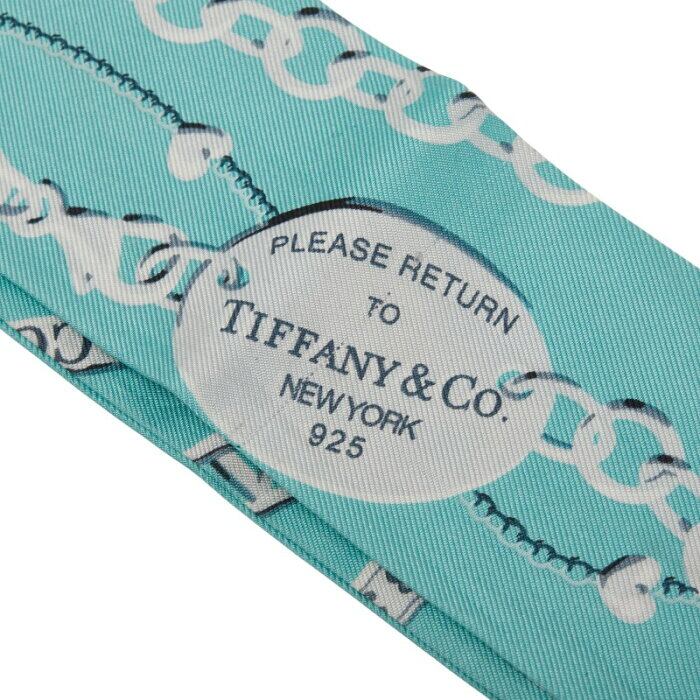 PLEASE RETURN
TO
TIFFANY & CO.
NEW YORK
925